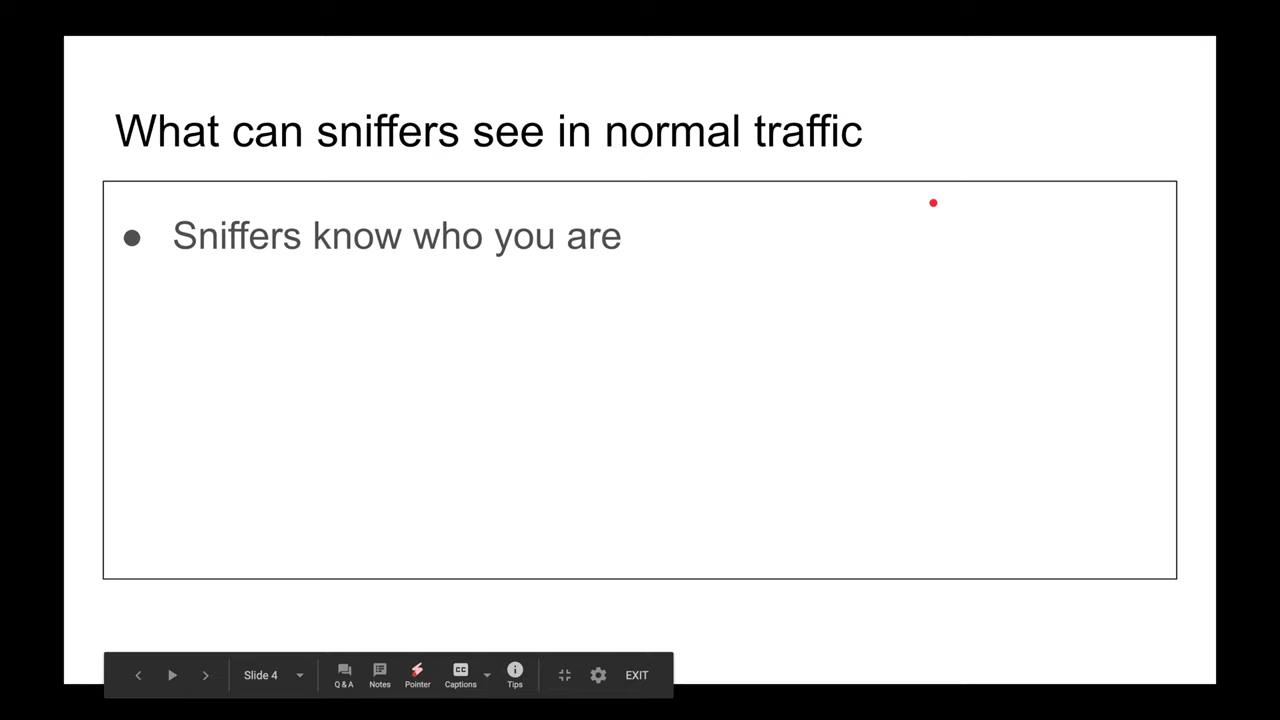 What can sniffers see in normal traffic
● Sniffers know who you are
Slide 4
Q & A
Notes
Pointer
CC
Captions
Tips
EXIT